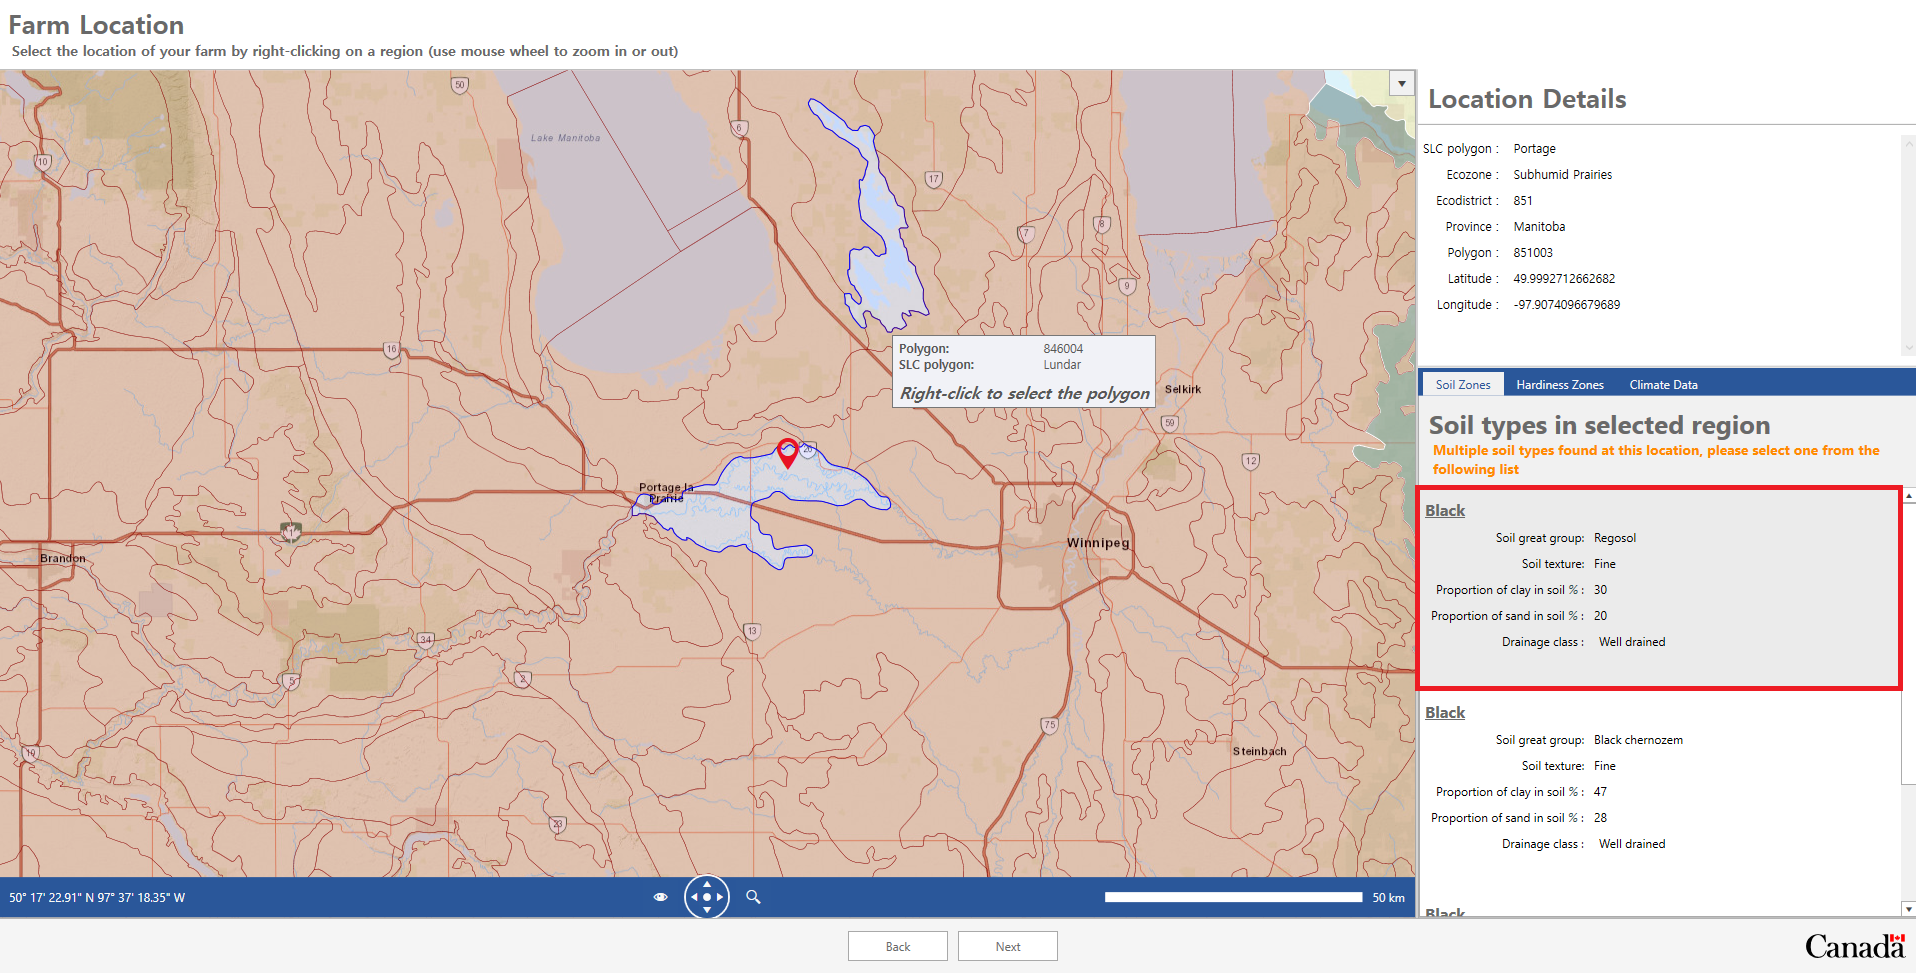 Farm Location
Select the location of your farm by right-clicking on a region (use mouse wheel to zoom in or out)
50
Lake Manitoba
6
10
17
7
8
9
16
Polygon: 846004
SLC polygon: Lundar
Right-click to select the polygon
Selkirk
59
26
12
Portage la
Prairie
1
Brandon
Winnipeg
13
34
5
2
75
10
Steinbach
23
50° 17' 22.91" N 97° 37' 18.35" W
50 km
Location Details
SLC polygon : Portage
Ecozone : Subhumid Prairies
Ecodistrict : 851
Province : Manitoba
Polygon : 851003
Latitude : 49.9992712662682
Longitude : -97.9074096679689
Soil Zones Hardiness Zones Climate Data
Soil types in selected region
Multiple soil types found at this location, please select one from the
following list
Black
Soil great group: Regosol
Soil texture: Fine
Proportion of clay in soil % : 30
Proportion of sand in soil % : 20
Drainage class : Well drained
Black
Soil great group: Black chernozem
Soil texture: Fine
Proportion of clay in soil % : 47
Proportion of sand in soil % : 28
Drainage class : Well drained
Black
Back Next
Canada